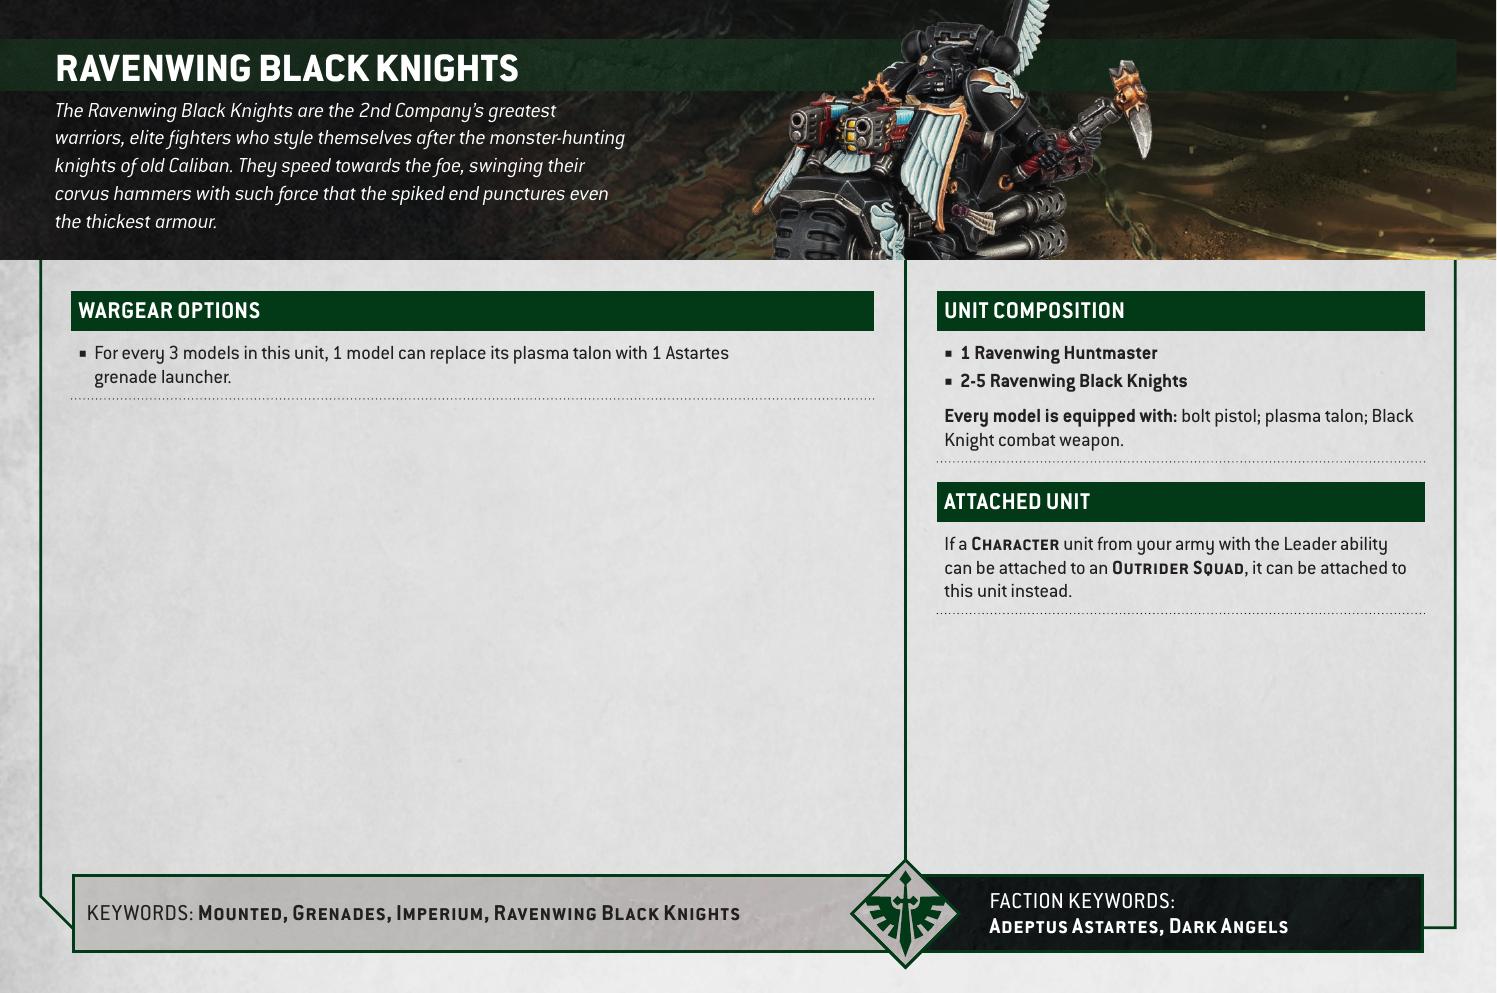 RAVENWING BLACK KNIGHTS
The Ravenwing Black Knights are the 2nd Company’s greatest
warriors, elite fighters who style themselves after the monster-hunting
knights of old Caliban. They speed towards the foe, swinging their
corvus hammers with such force that the spiked end punctures even
the thickest armour.
WARGEAR OPTIONS
▪ For every 3 models in this unit, 1 model can replace its plasma talon with 1 Astartes
grenade launcher.
UNIT COMPOSITION
▪ 1 Ravenwing Huntmaster
▪ 2-5 Ravenwing Black Knights
Every model is equipped with: bolt pistol; plasma talon; Black
Knight combat weapon.
ATTACHED UNIT
If a Character unit from your army with the Leader ability
can be attached to an Outrider Squad, it can be attached to
this unit instead.
KEYWORDS: Mounted, Grenades, Imperium, Ravenwing Black Knights
FACTION KEYWORDS:
Adeptus Astartes, Dark Angels